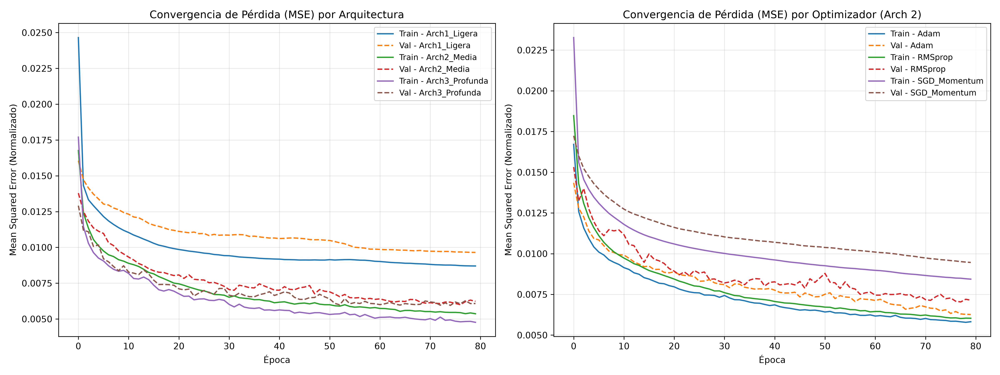 Convergencia de Pérdida (MSE) por Arquitectura
Mean Squared Error (Normalizado)
0.0250
0.0225
0.0200
0.0175
0.0150
0.0125
0.0100
0.0075
0.0050
Train - Arch1_Ligera
Val - Arch1_Ligera
Train - Arch2_Media
Val - Arch2_Media
Train - Arch3_Profunda
Val - Arch3_Profunda
0 10 20 30 40 50 60 70 80
Época
Convergencia de Pérdida (MSE) por Optimizador (Arch 2)
Mean Squared Error (Normalizado)
0.0225
0.0200
0.0175
0.0150
0.0125
0.0100
0.0075
0.0050
Train - Adam
Val - Adam
Train - RMSprop
Val - RMSprop
Train - SGD_Momentum
Val - SGD_Momentum
0 10 20 30 40 50 60 70 80
Época